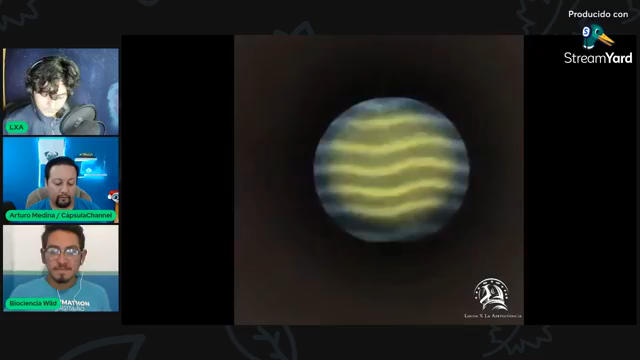 Producido con
StreamYard
LXA
Arturo Medina / CápsulaChannel
Biociencia Wild